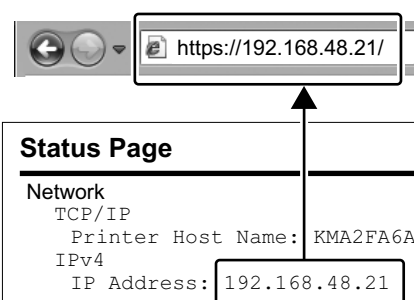 https://192.168.48.21/
Status Page
Network
TCP/IP
Printer Host Name: KMA2FA6A
IPv4
IP Address: 192.168.48.21